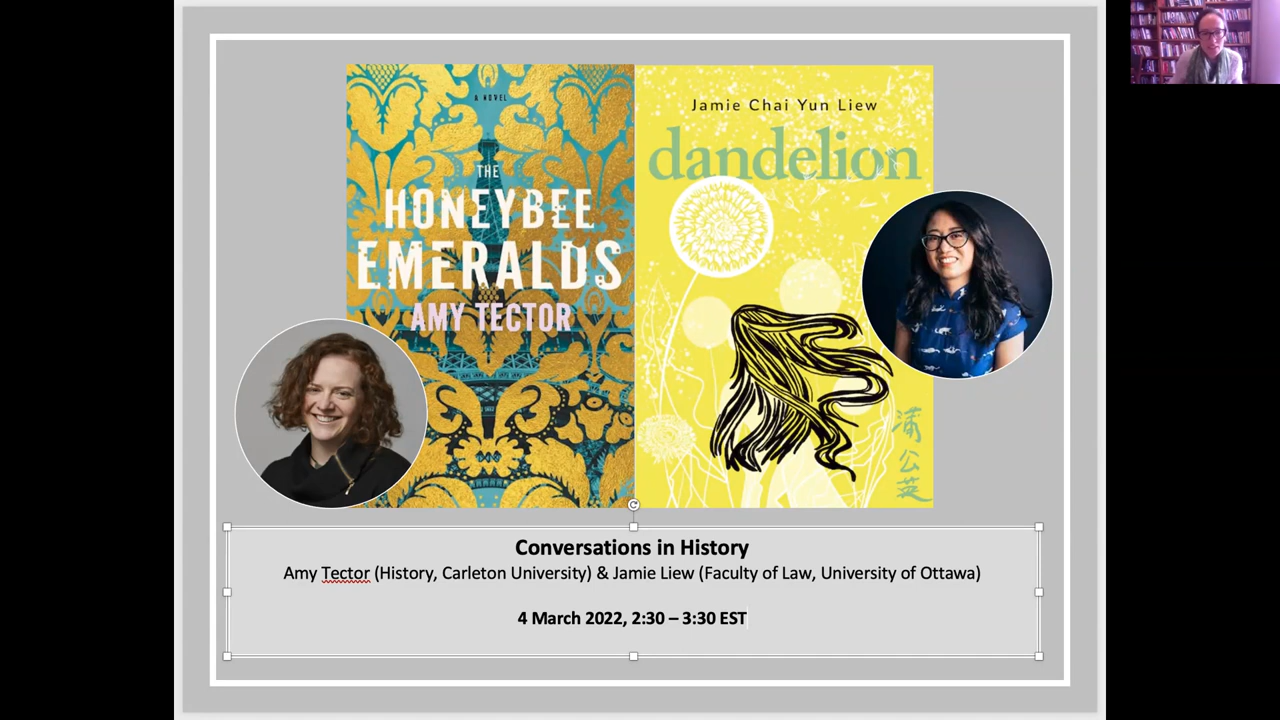 A NOVEL
THE
HONEYBEE
EMERALDS
AMY TECTOR
Jamie Chai Yun Liew
dandelion
蒲
公
英
Conversations in History
Amy Tector (History, Carleton University) & Jamie Liew (Faculty of Law, University of Ottawa)
4 March 2022, 2:30 – 3:30 EST